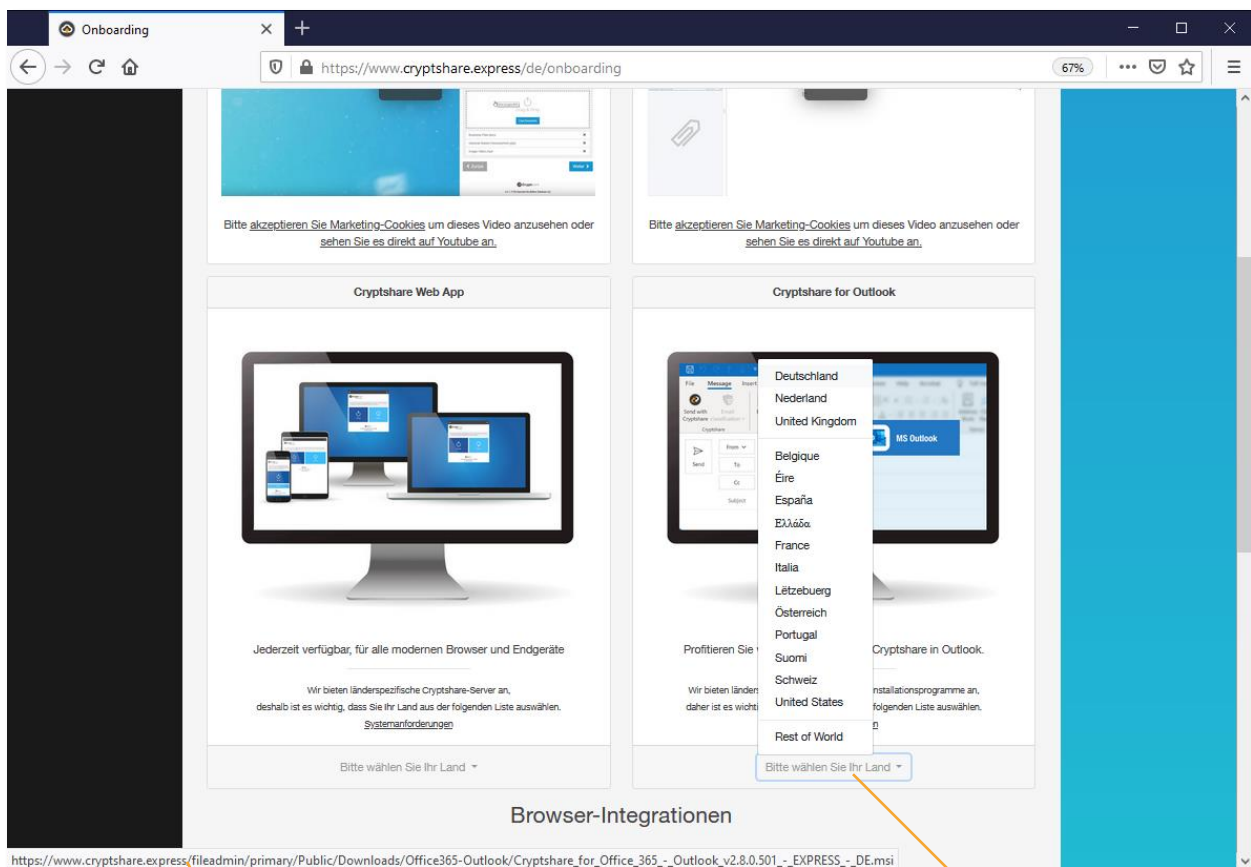 Onboarding
https://www.cryptshare.express/de/onboarding
67%
Bitte akzeptieren Sie Marketing-Cookies um dieses Video anzusehen oder
sehen Sie es direkt auf Youtube an.
Bitte akzeptieren Sie Marketing-Cookies um dieses Video anzusehen oder
sehen Sie es direkt auf Youtube an.
Cryptshare Web App
Jederzeit verfügbar, für alle modernen Browser und Endgeräte
Wir bieten länderspezifische Cryptshare-Server an,
deshalb ist es wichtig, dass Sie Ihr Land aus der folgenden Liste auswählen.
Systemanforderungen
Bitte wählen Sie Ihr Land
Cryptshare for Outlook
File Message Insert
Send with
Cryptshare
Cryptshare
From
Send To
Cc
Subject
MS Outlook
Deutschland
Nederland
United Kingdom
Belgique
Éire
España
Ελλάδα
France
Italia
Lëtzebuerg
Österreich
Portugal
Suomi
Schweiz
United States
Rest of World
Profitieren Sie
Cryptshare in Outlook.
Wir bieten länder
nstallationsprogramme an,
daher ist es wichti
folgenden Liste auswählen.
Bitte wählen Sie Ihr Land
Browser-Integrationen
https://www.cryptshare.express/fileadmin/primary/Public/Downloads/Office365-Outlook/Cryptshare_for_Office_365_-_Outlook_v2.8.0.501_-_EXPRESS_-_DE.msi